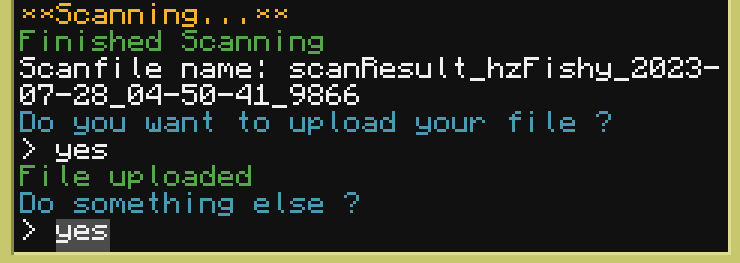 **Scanning...**
Finished Scanning
Scanfile name: scanResult_hzFishy_2023-
07-28_04-50-41_9866
Do you want to upload your file ?
> yes
File uploaded
Do something else ?
> yes